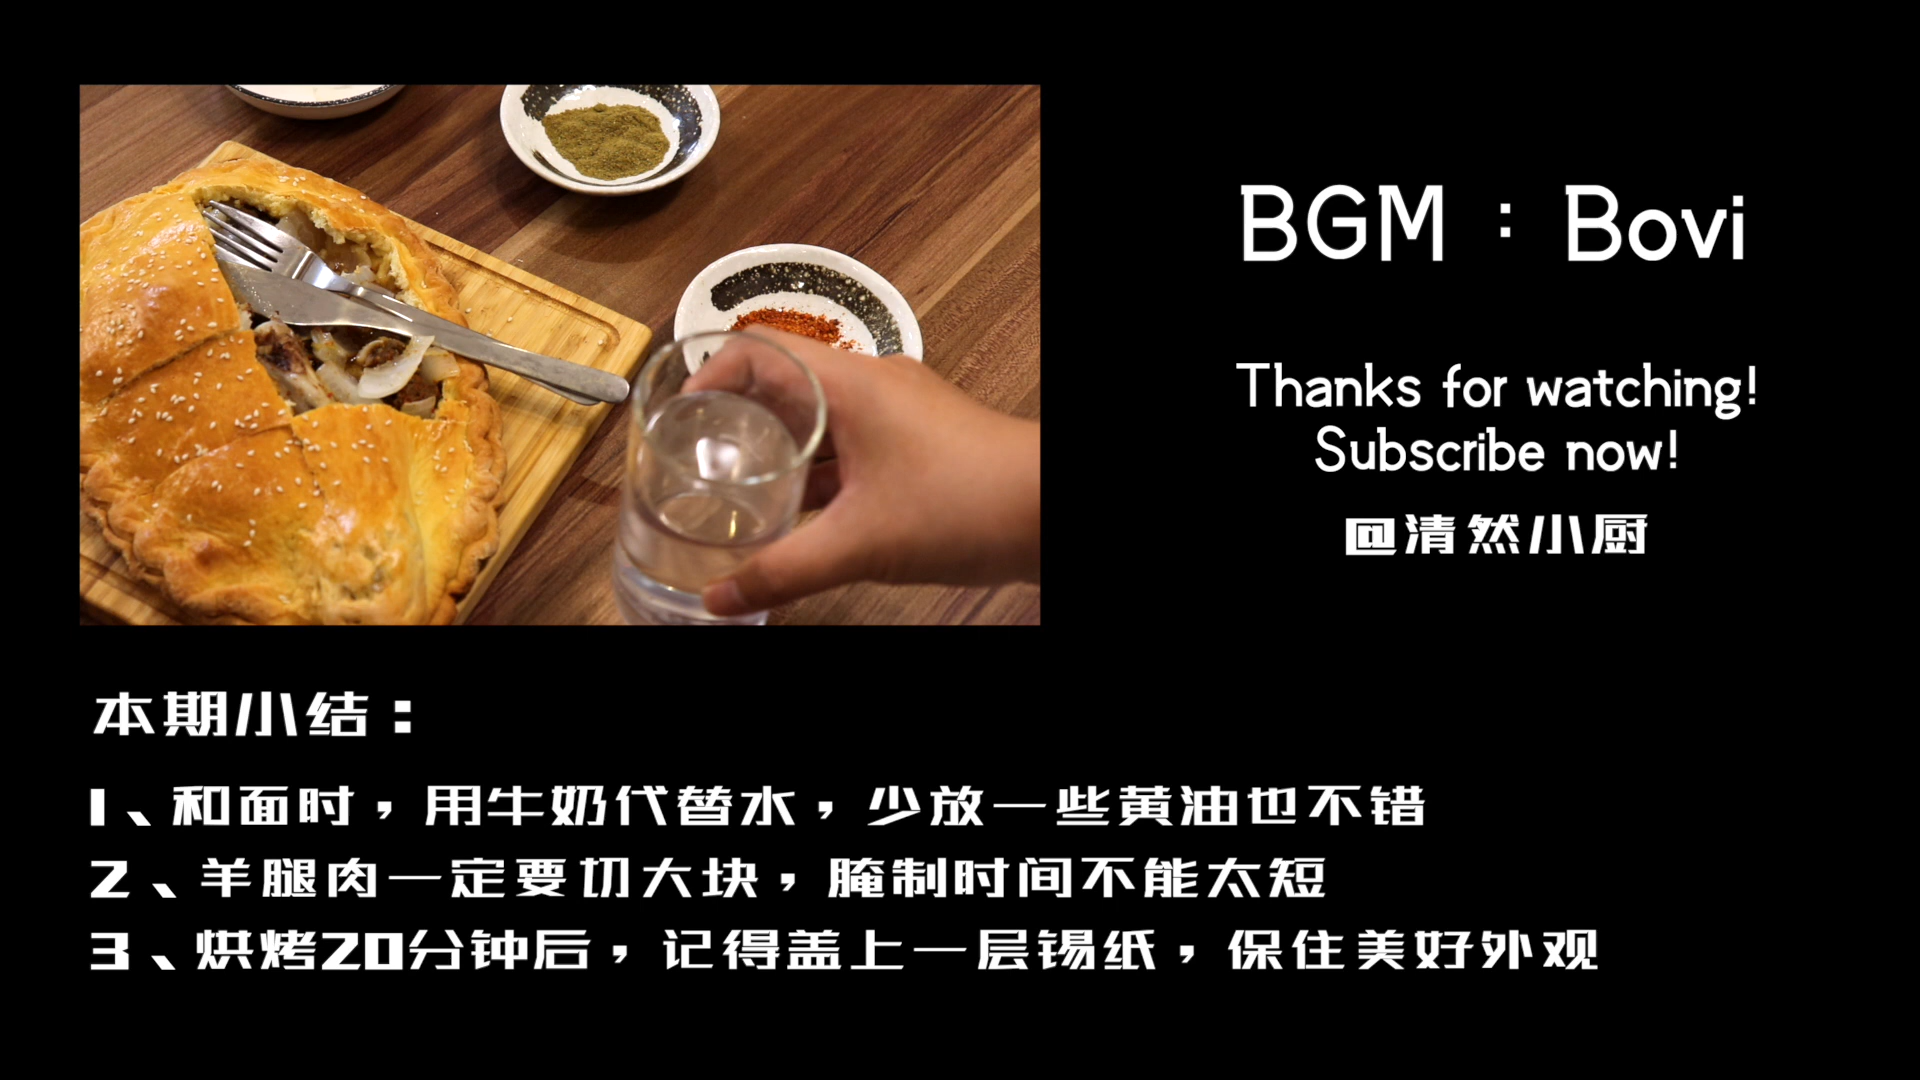 BGM：Bovi
Thanks for watching!
Subscribe now!
@清然小厨
本期小结：
1、和面时，用牛奶代替水，少放一些黄油也不错
2、羊腿肉一定要切大块，腌制时间不能太短
3、烘烤20分钟后，记得盖上一层锡纸，保住美好外观